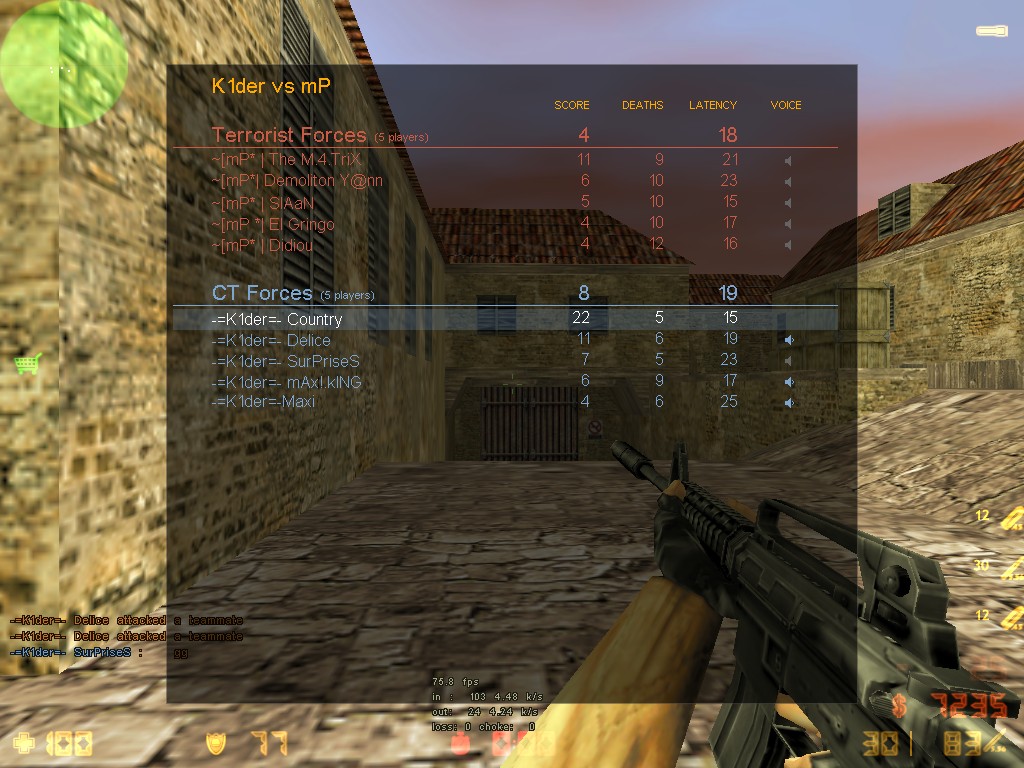 K1der vs mP
SCORE DEATHS LATENCY VOICE
Terrorist Forces (5 players) 4 18
~[mP* | The M.4.TriX 11 9 21
~[mP*| Demoliton Y@nn 6 10 23
~[mP* | SlAaN 5 10 15
~[mP *| El Gringo 4 10 17
~[mP* | Didiou 4 12 16
CT Forces (5 players) 8 19
-=K1der=- Country 22 5 15
-=K1der=- Delice 11 6 19
-=K1der=- SurPriseS 7 5 23
-=K1der=- mAxI.kING 6 9 17
-=K1der=-Maxi 4 6 25
12
30
12
-=K1der=- Delice attacked a teammate
-=K1der=- Delice attacked a teammate
-=K1der=- SurPriseS : gg
75.8 fps
in : 103 4.48 k/s
out: 24 4.24 k/s
loss: 0 choke: 0
$ 7235
100 77 30 | 83